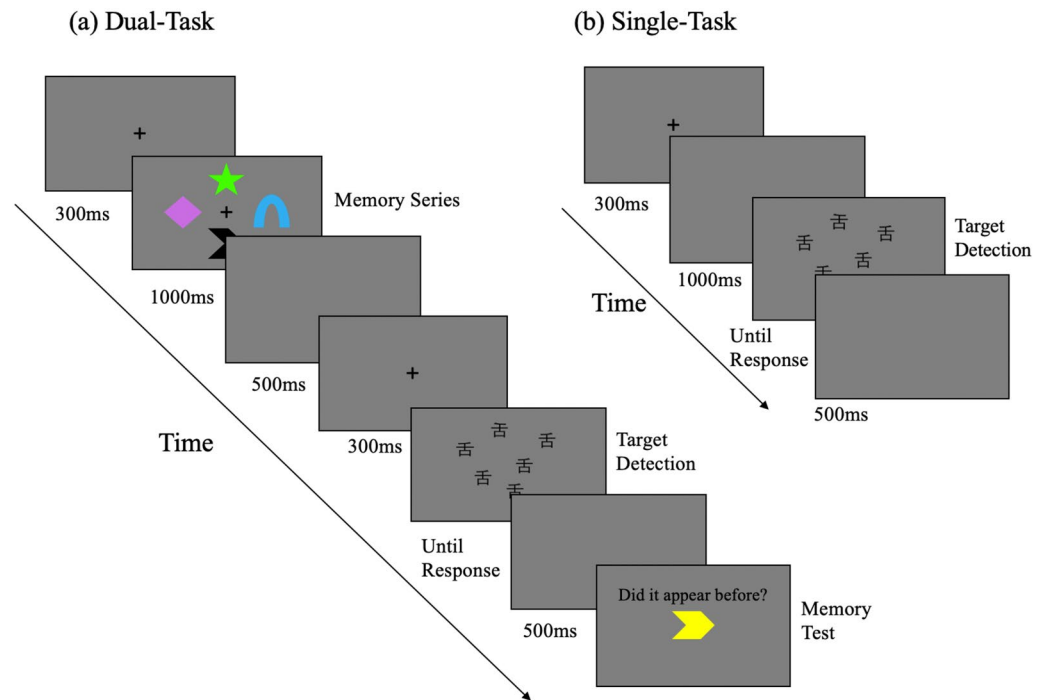 (a) Dual-Task
+
300ms
+
Memory Series
1000ms
500ms
+
300ms
舌 舌
舌 舌
舌 舌
Target
Detection
Until
Response
500ms
Did it appear before?
Memory
Test
Time
(b) Single-Task
+
300ms
1000ms
舌 舌
舌 舌
舌
Target
Detection
Until
Response
500ms
Time